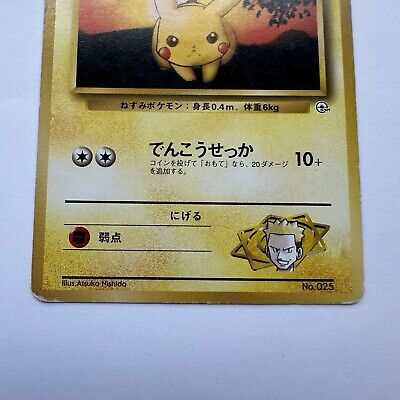 ねずみポケモン：身長0.4m、体重6kg
でんこうせっか 10+
コインを投げて「おもて」なら、20ダメージ
を追加する。
にげる
弱点
Illus.Atsuko Nishida
No.025